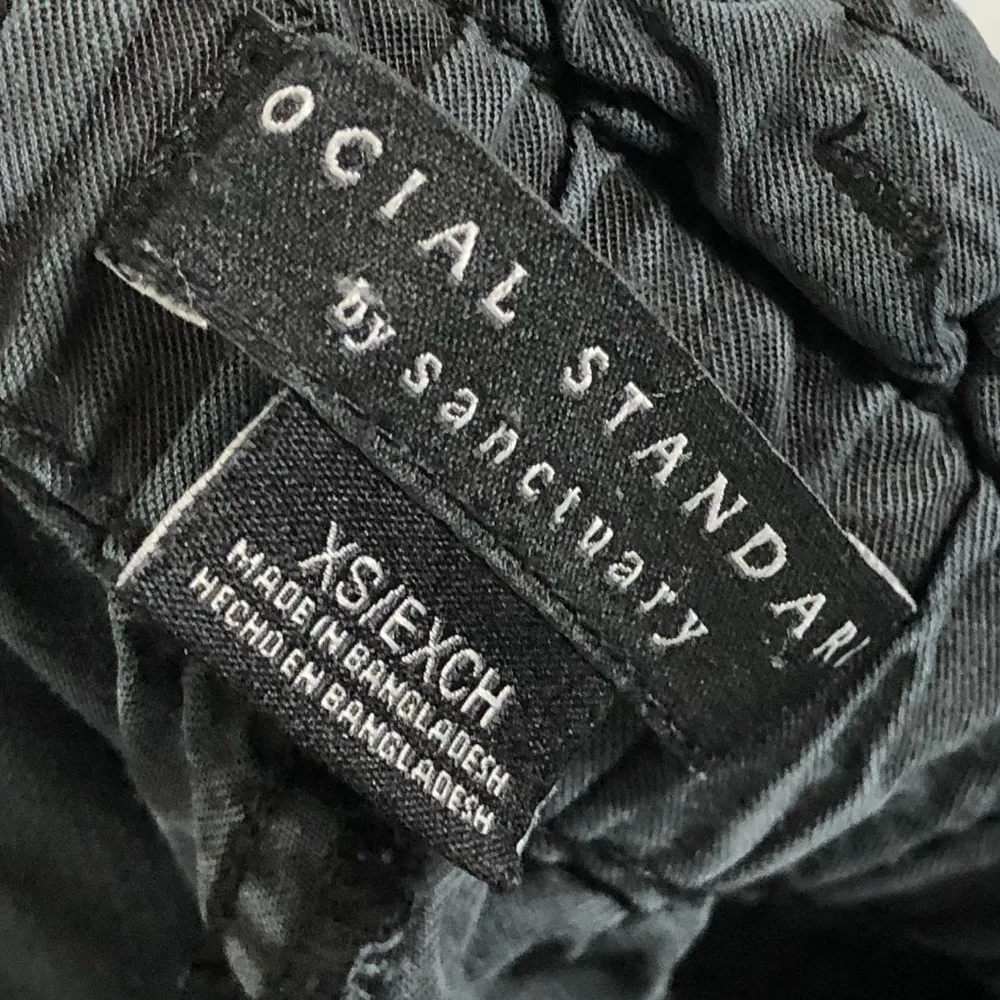 OCIAL STANDAR
by sanctuary
XS/EXCH
MADE IN BANGLADESH
HECHO EN BANGLADESH